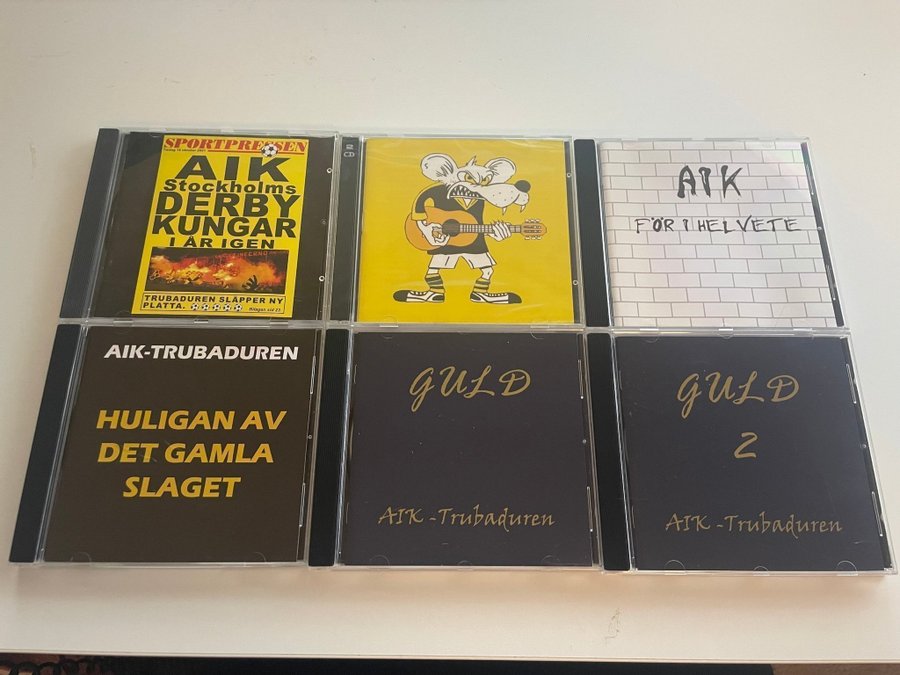 SPORTPRESSEN
AIK
Stockholms
DERBY
KUNGAR
I ÅR IGEN
TRUBADUREN SLÄPPER NY
PLATTA.
AIK
FÖR I HELVETE
AIK-TRUBADUREN
HULIGAN AV
DET GAMLA
SLAGET
GULD
AIK - Trubaduren
GULD
2
AIK - Trubaduren